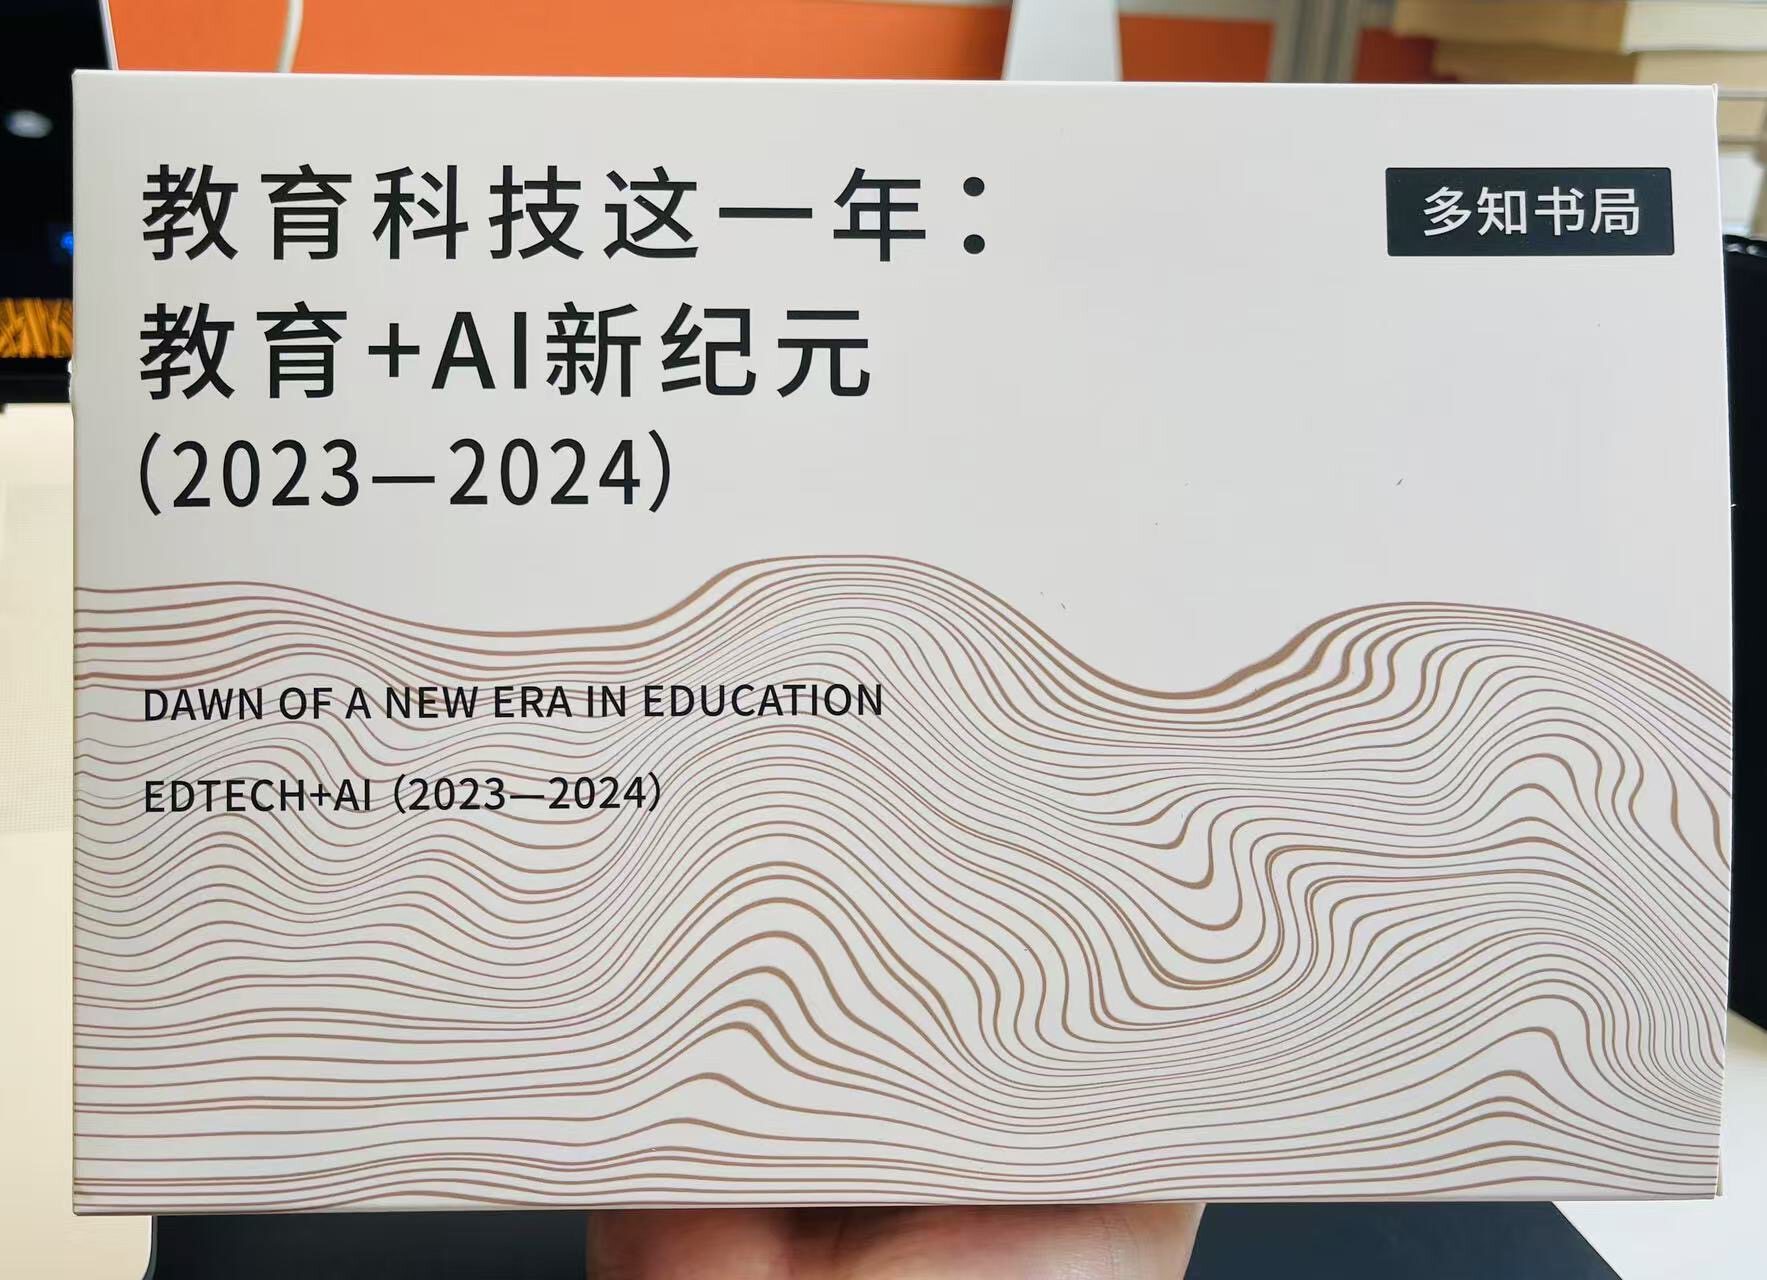 教育科技这一年：
多知书局
教育+AI新纪元
（2023—2024）
DAWN OF A NEW ERA IN EDUCATION
EDTECH+AI（2023—2024）